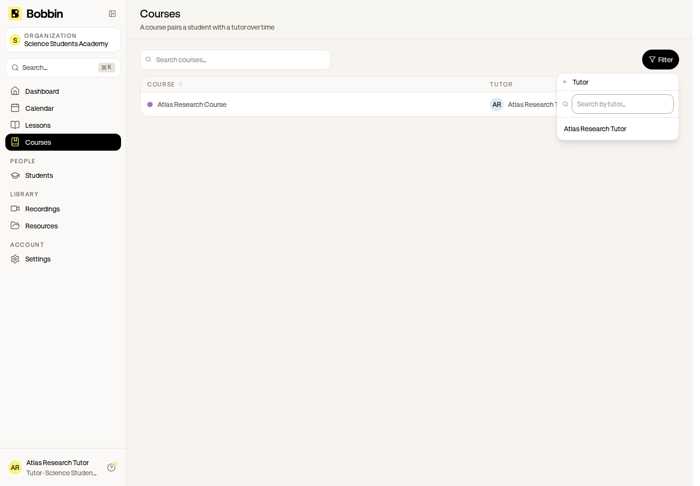 Bobbin
ORGANIZATION
S
Science Students Academy
Search...
⌘ K
Dashboard
Calendar
Lessons
Courses
PEOPLE
Students
LIBRARY
Recordings
Resources
ACCOUNT
Settings
AR
Atlas Research Tutor
Tutor · Science Studen...
Courses
A course pairs a student with a tutor over time
Search courses...
Filter
COURSE
TUTOR
Atlas Research Course
AR
Atlas Research T
Tutor
Search by tutor...
Atlas Research Tutor